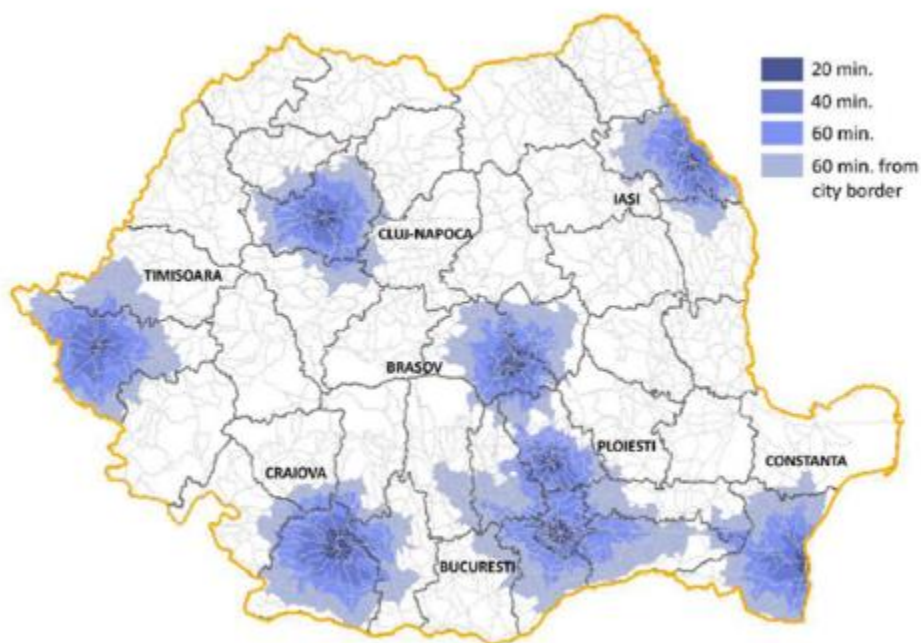 20 min.
40 min.
60 min.
60 min. from
city border
IASI
CLUJ-NAPOCA
TIMISOARA
BRASOV
PLOIESTI
CRAIOVA
CONSTANTA
BUCURESTI